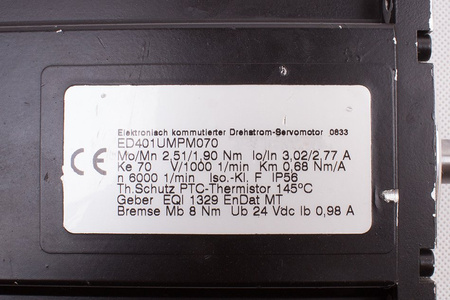 Elektronisch kommutierter Drehstrom-Servomotor 0833
ED401UMPM070
Mo/Mn 2,51/1,90 Nm Io/In 3,02/2,77 A
Ke 70 V/1000 1/min Km 0,68 Nm/A
n 6000 1/min Iso.-Kl. F IP56
Th.Schutz PTC-Thermistor 145°C
Geber EQI 1329 EnDat MT
Bremse Mb 8 Nm Ub 24 Vdc Ib 0,98 A
CE